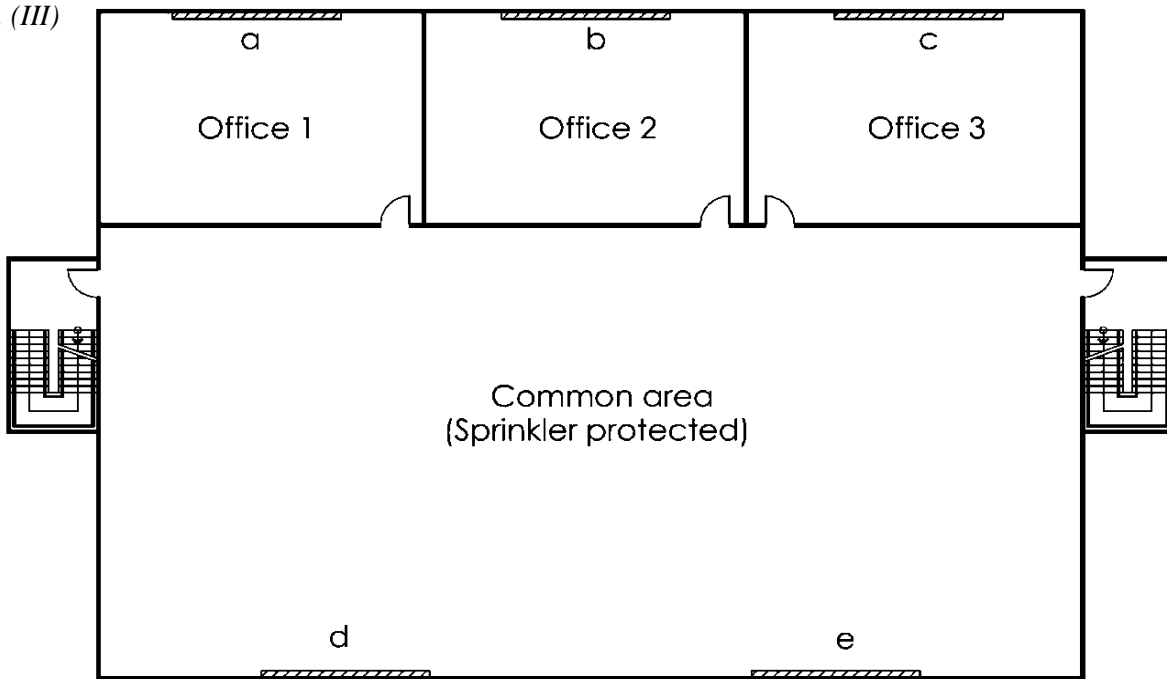 (III)
a
b
c
Office 1
Office 2
Office 3
Common area
(Sprinkler protected)
d
e